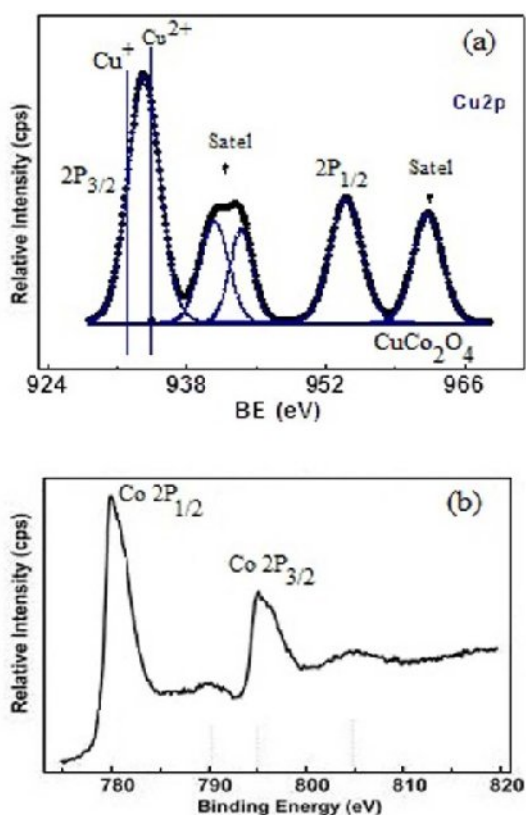 (a)
Cu+ Cu2+
Cu2p
Satel
2P3/2
2P1/2
Satel
CuCo2O4
Relative Intensity (cps)
924 938 952 966
BE (eV)
(b)
Co 2P1/2
Co 2P3/2
Relative Intensity (cps)
780 790 800 810 820
Binding Energy (eV)